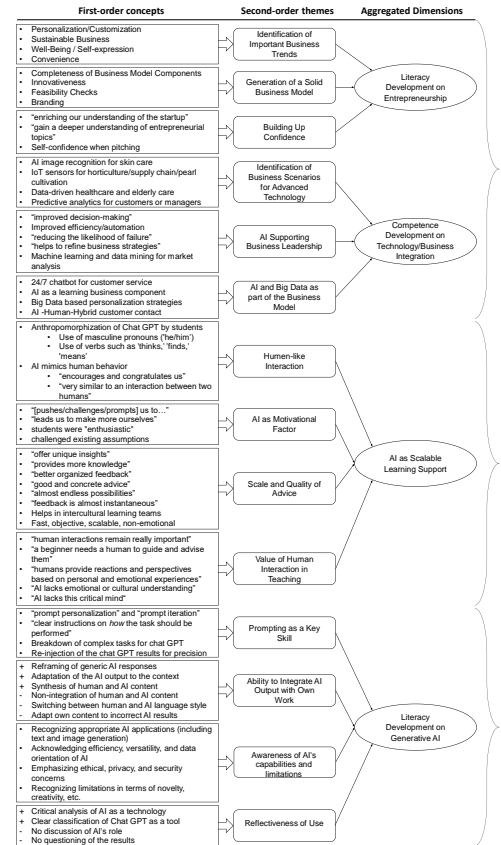 First-order concepts Second-order themes Aggregated Dimensions
• Personalization/Customization
• Sustainable Business
• Well-Being / Self-expression
• Convenience
Identification of
Important Business
Trends
• Completeness of Business Model Components
• Innovativeness
• Feasibility Checks
• Branding
Generation of a Solid
Business Model
• “enriching our understanding of the startup”
• “gain a deeper understanding of entrepreneurial
topics”
• Self-confidence when pitching
Building Up
Confidence
Literacy
Development on
Entrepreneurship
• AI image recognition for skin care
• IoT sensors for horticulture/supply chain/pearl
cultivation
• Data-driven healthcare and elderly care
• Predictive analytics for customers or managers
Identification of
Business Scenarios
for Advanced
Technology
• “improved decision-making”
• Improved efficiency/automation
• “reducing the likelihood of failure”
• “helps to refine business strategies”
• Machine learning and data mining for market
analysis
AI Supporting
Business Leadership
• 24/7 chatbot for customer service
• AI as a learning business component
• Big Data based personalization strategies
• AI -Human-Hybrid customer contact
AI and Big Data as
part of the Business
Model
Competence
Development on
Technology/Business
Integration
• Anthropomorphization of Chat GPT by students
• Use of masculine pronouns ('he/him')
• Use of verbs such as 'thinks,' 'finds,'
'means'
• AI mimics human behavior
• “encourages and congratulates us”
• “very similar to an interaction between two
humans”
Humen-like
Interaction
• “[pushes/challenges/prompts] us to…”
• “leads us to make more ourselves”
• students were "enthusiastic"
• challenged existing assumptions
AI as Motivational
Factor
• “offer unique insights”
• “provides more knowledge”
• “better organized feedback”
• “good and concrete advice”
• “almost endless possibilities”
• “feedback is almost instantaneous”
• Helps in intercultural learning teams
• Fast, objective, scalable, non-emotional
Scale and Quality of
Advice
• “human interactions remain really important”
• “a beginner needs a human to guide and advise
them”
• “humans provide reactions and perspectives
based on personal and emotional experiences”
• “AI lacks emotional or cultural understanding”
• "AI lacks this critical mind"
Value of Human
Interaction in
Teaching
AI as Scalable
Learning Support
• “prompt personalization” and “prompt iteration”
• “clear instructions on how the task should be
performed”
• Breakdown of complex tasks for chat GPT
• Re-injection of the chat GPT results for precision
Prompting as a Key
Skill
+ Reframing of generic AI responses
+ Adaptation of the AI output to the context
+ Synthesis of human and AI content
- Non-integration of human and AI content
- Switching between human and AI language style
- Adapt own content to incorrect AI results
Ability to Integrate AI
Output with Own
Work
• Recognizing appropriate AI applications (including
text and image generation)
• Acknowledging efficiency, versatility, and data
orientation of AI
• Emphasizing ethical, privacy, and security
concerns
• Recognizing limitations in terms of novelty,
creativity, etc.
Awareness of AI's
capabilities and
limitations
+ Critical analysis of AI as a technology
+ Clear classification of Chat GPT as a tool
- No discussion of AI's role
- No questioning of the results
Reflectiveness of Use
Literacy
Development on
Generative AI